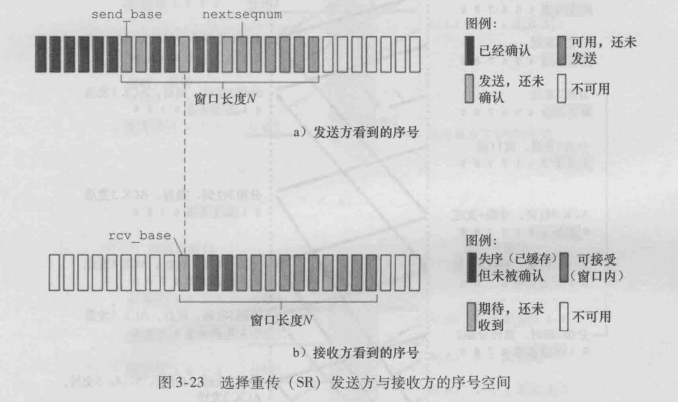 send_base
nextseqnum
窗口长度N
a）发送方看到的序号
图例：
已经确认
可用，还未
发送
发送，还未
确认
不可用
rcv_base
窗口长度N
b）接收方看到的序号
图例：
失序（已缓存）
但未被确认
可接受
（窗口内）
期待，还未
收到
不可用
图 3-23 选择重传（SR）发送方与接收方的序号空间